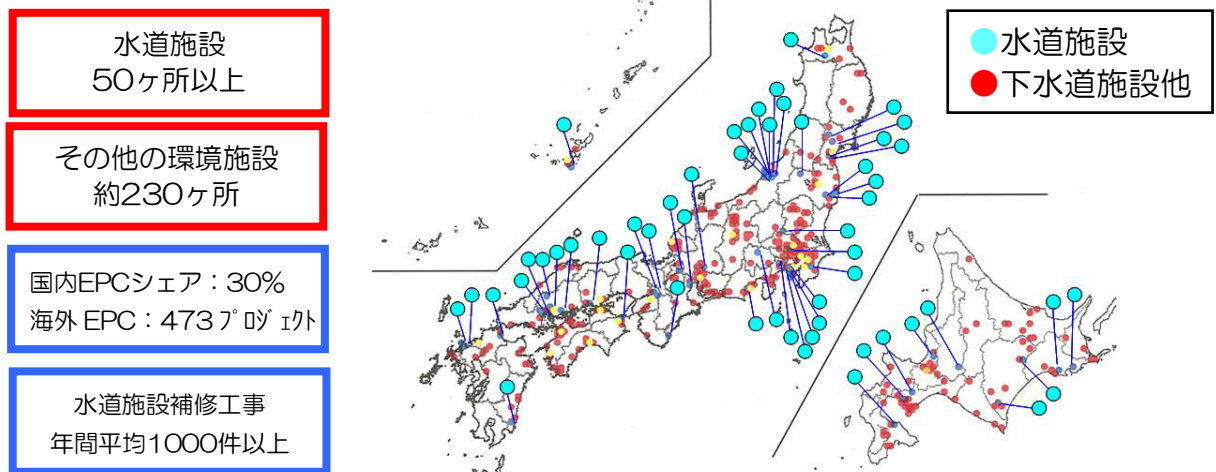 水道施設
50ヶ所以上
その他の環境施設
約230ヶ所
国内EPCシェア：30%
海外 EPC：473プロジェクト
水道施設補修工事
年間平均1000件以上
●水道施設
●下水道施設他